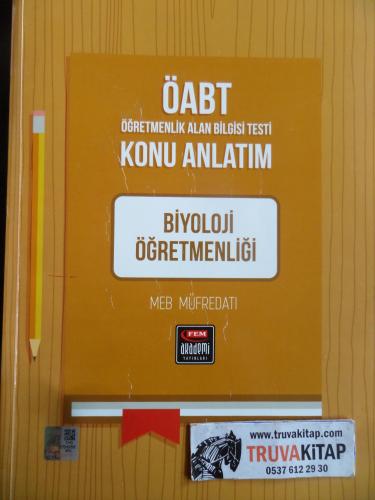 ÖABT
ÖĞRETMENLİK ALAN BİLGİSİ TESTİ
KONU ANLATIM
BİYOLOJİ
ÖĞRETMENLİĞİ
MEB MÜFREDATI
FEM
akademi
YAYINLARI
www.truvakitap.com
TRUVAKİTAP
0537 612 29 30